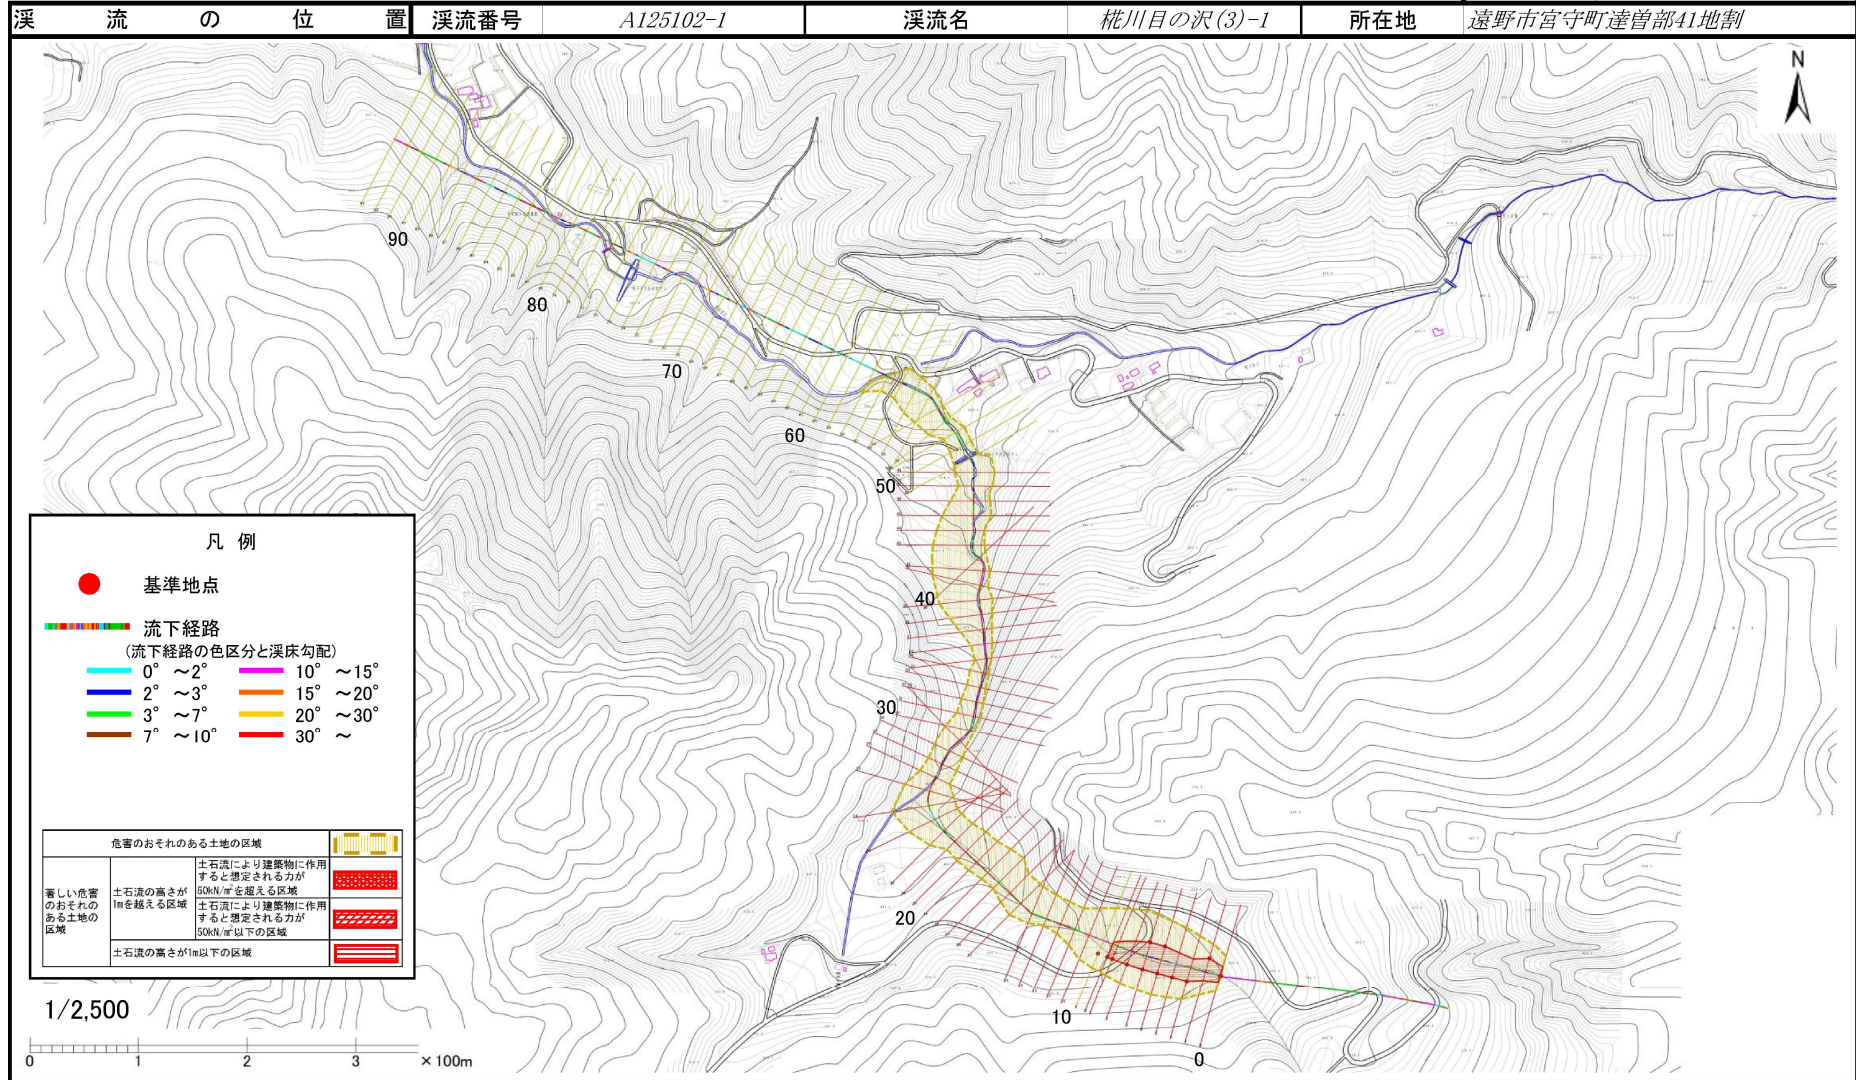 渓流の位置 渓流番号 A125102-1 渓流名 椛川目の沢(3)-1 所在地 遠野市宮守町達曽部41地割
N
90
80
70
60
50
40
30
20
10
0
凡 例
基準地点
流下経路
(流下経路の色区分と渓床勾配)
0° ～2° 10° ～15°
2° ～3° 15° ～20°
3° ～7° 20° ～30°
7° ～10° 30° ～
危害のおそれのある土地の区域
著しい危害
のおそれの
ある土地の
区域
土石流の高さが
1mを越える区域
土石流により建築物に作用
すると想定される力が
50kN/㎡を超える区域
土石流により建築物に作用
すると想定される力が
50kN/㎡以下の区域
土石流の高さが1m以下の区域
1/2,500
0 1 2 3 ×100m